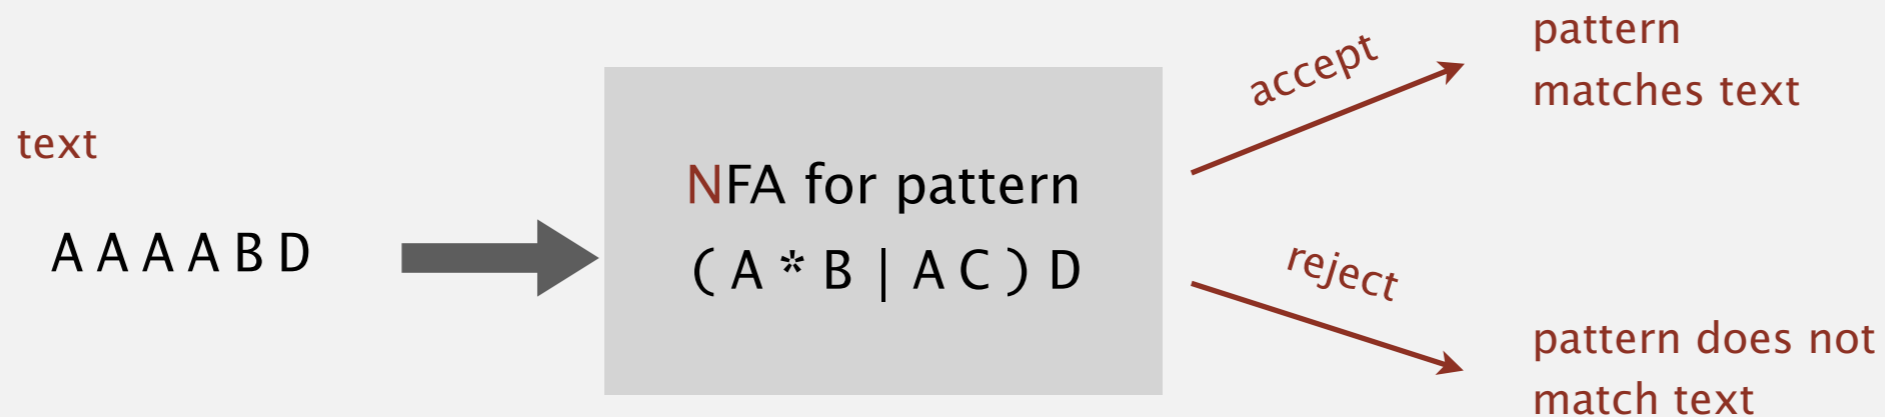 text
A A A A B D
NFA for pattern
( A * B | A C ) D
accept
pattern
matches text
reject
pattern does not
match text